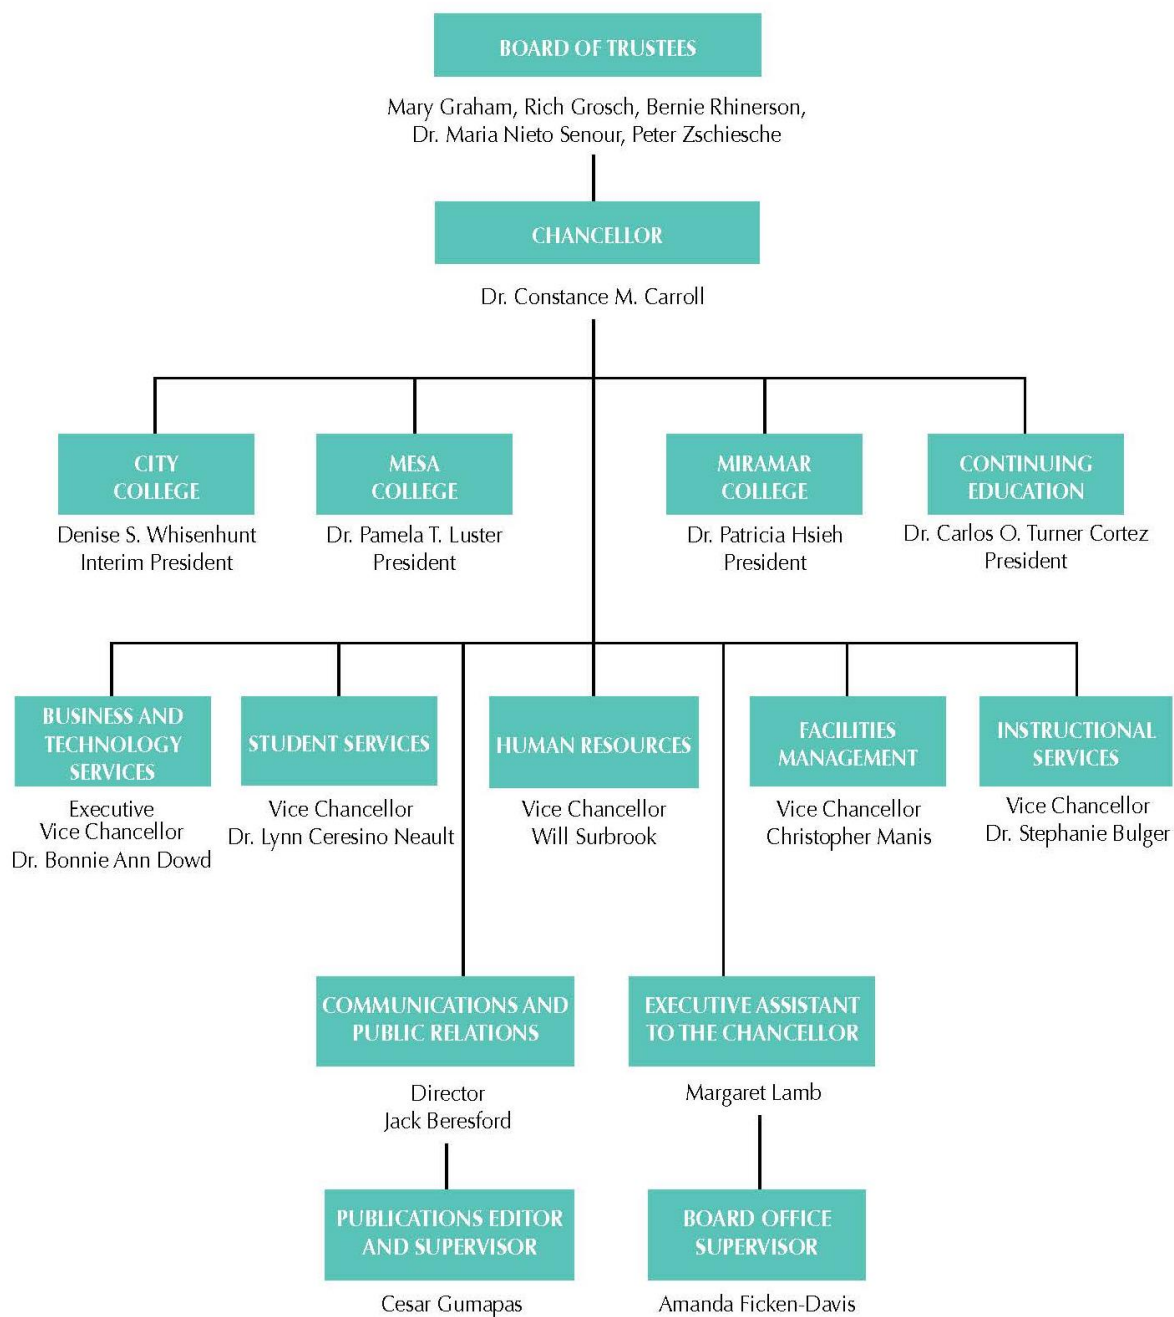 BOARD OF TRUSTEES
Mary Graham, Rich Grosch, Bernie Rhinerson,
Dr. Maria Nieto Senour, Peter Zschiesche
CHANCELLOR
Dr. Constance M. Carroll
CITY
COLLEGE
Denise S. Whisenhunt
Interim President
MESA
COLLEGE
Dr. Pamela T. Luster
President
MIRAMAR
COLLEGE
Dr. Patricia Hsieh
President
CONTINUING
EDUCATION
Dr. Carlos O. Turner Cortez
President
BUSINESS AND
TECHNOLOGY
SERVICES
Executive
Vice Chancellor
Dr. Bonnie Ann Dowd
STUDENT SERVICES
Vice Chancellor
Dr. Lynn Ceresino Neault
HUMAN RESOURCES
Vice Chancellor
Will Surbrook
FACILITIES
MANAGEMENT
Vice Chancellor
Christopher Manis
INSTRUCTIONAL
SERVICES
Vice Chancellor
Dr. Stephanie Bulger
COMMUNICATIONS AND
PUBLIC RELATIONS
Director
Jack Beresford
EXECUTIVE ASSISTANT
TO THE CHANCELLOR
Margaret Lamb
PUBLICATIONS EDITOR
AND SUPERVISOR
Cesar Gumapas
BOARD OFFICE
SUPERVISOR
Amanda Ficken-Davis